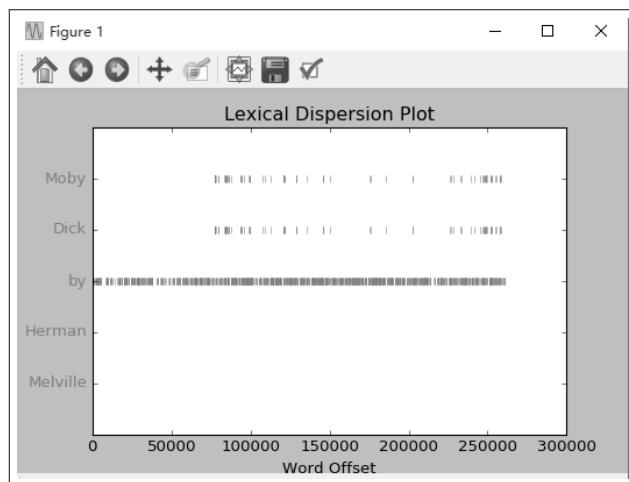 Figure 1
Lexical Dispersion Plot
Moby
Dick
by
Herman
Melville
0 50000 100000 150000 200000 250000 300000
Word Offset